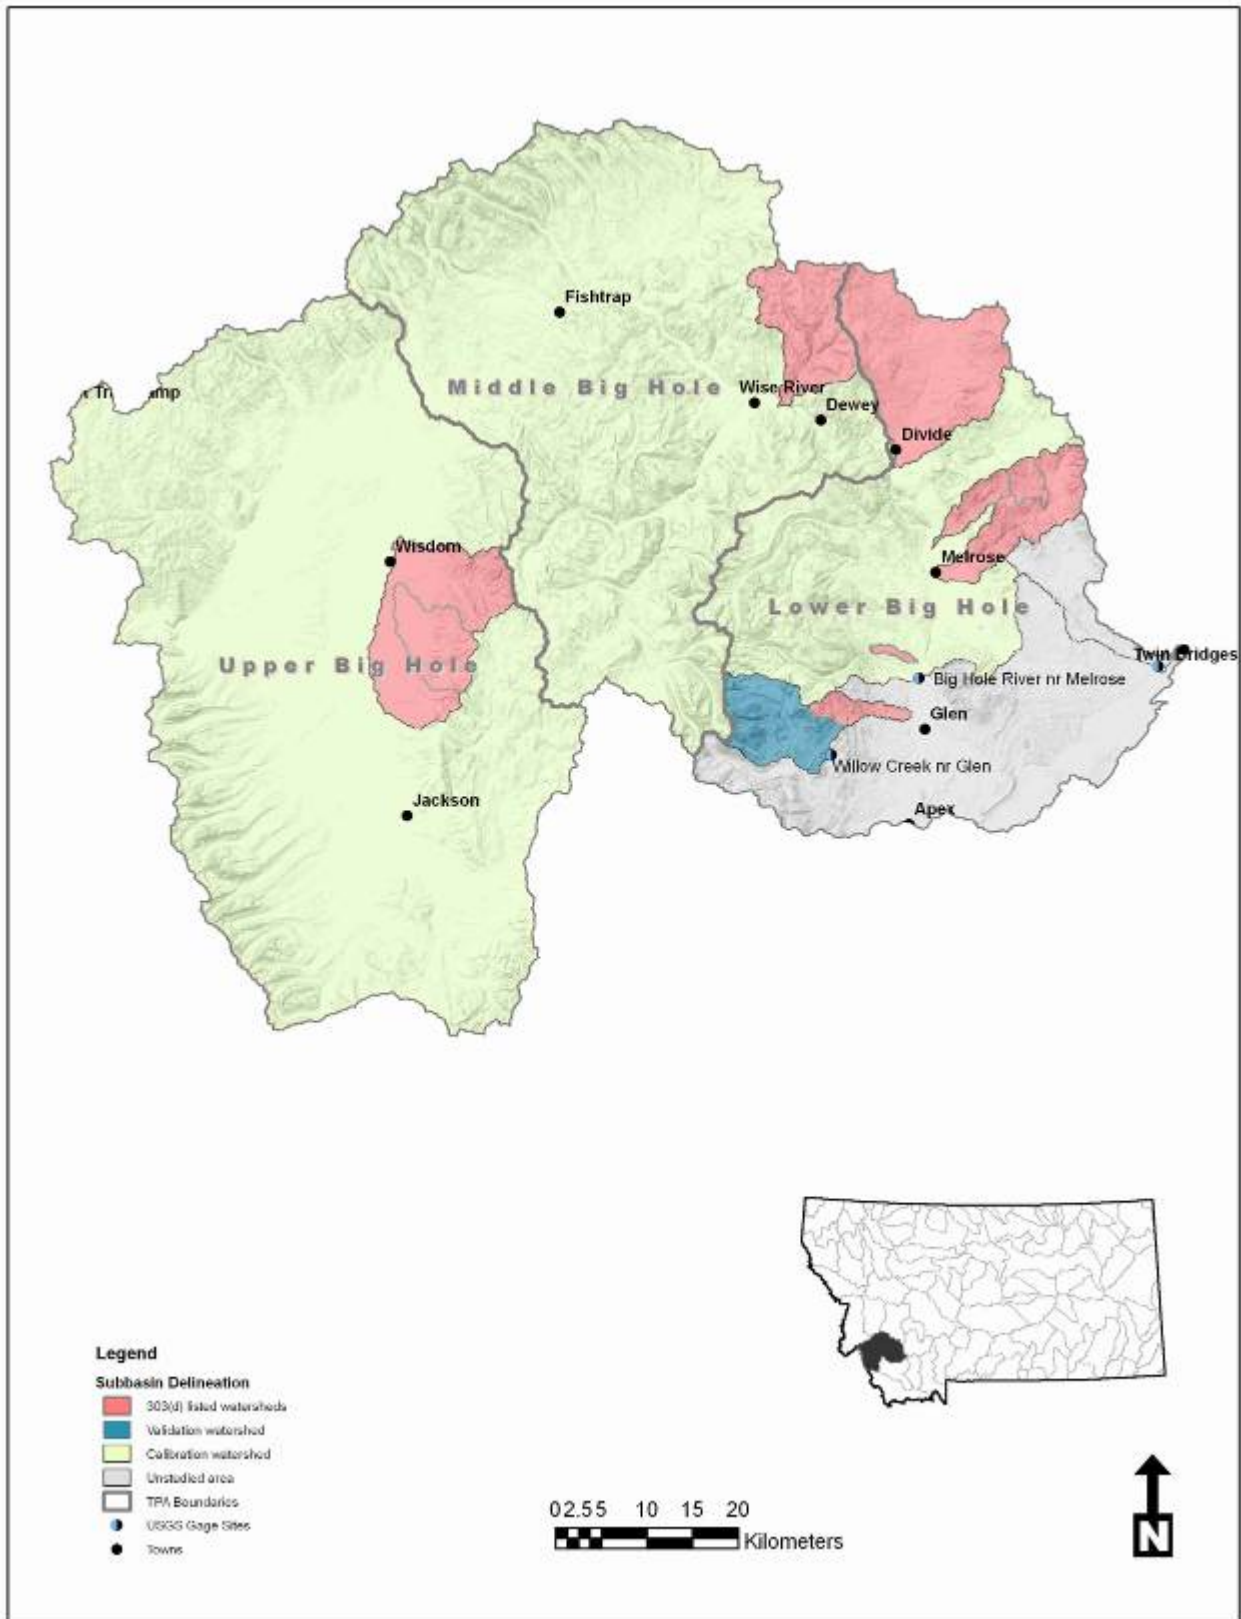 Fishtrap
Middle Big Hole
Wise River
Dewey
Divide
Wisdom
Melrose
Lower Big Hole
Upper Big Hole
Twin Bridges
Big Hole River nr Melrose
Glen
Willow Creek nr Glen
Jackson
Apex
Legend
Subbasin Delineation
303(d) listed watersheds
Validation watershed
Calibration watershed
Unstudied area
TPA Boundaries
USGS Gage Sites
Towns
0 2.5 5 10 15 20
Kilometers
N